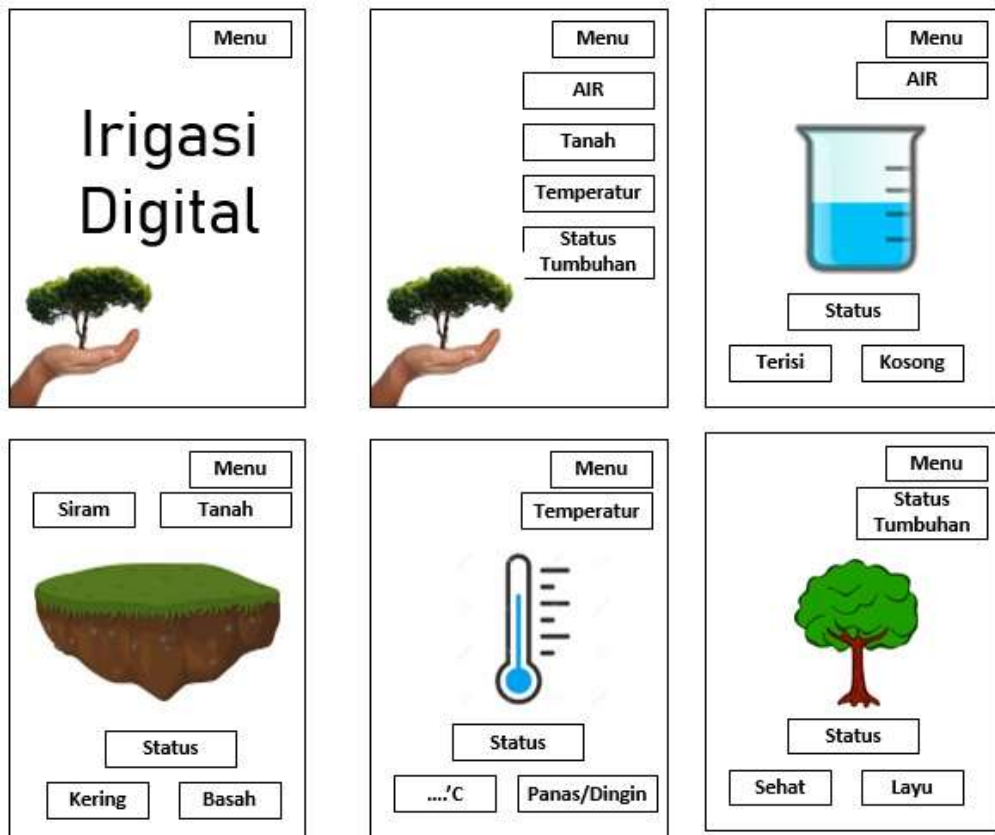 Menu
Irigasi
Digital
Menu
AIR
Tanah
Temperatur
Status
Tumbuhan
Menu
AIR
Status
Terisi
Kosong
Menu
Siram
Tanah
Status
Kering
Basah
Menu
Temperatur
Status
....'C
Panas/Dingin
Menu
Status
Tumbuhan
Status
Sehat
Layu